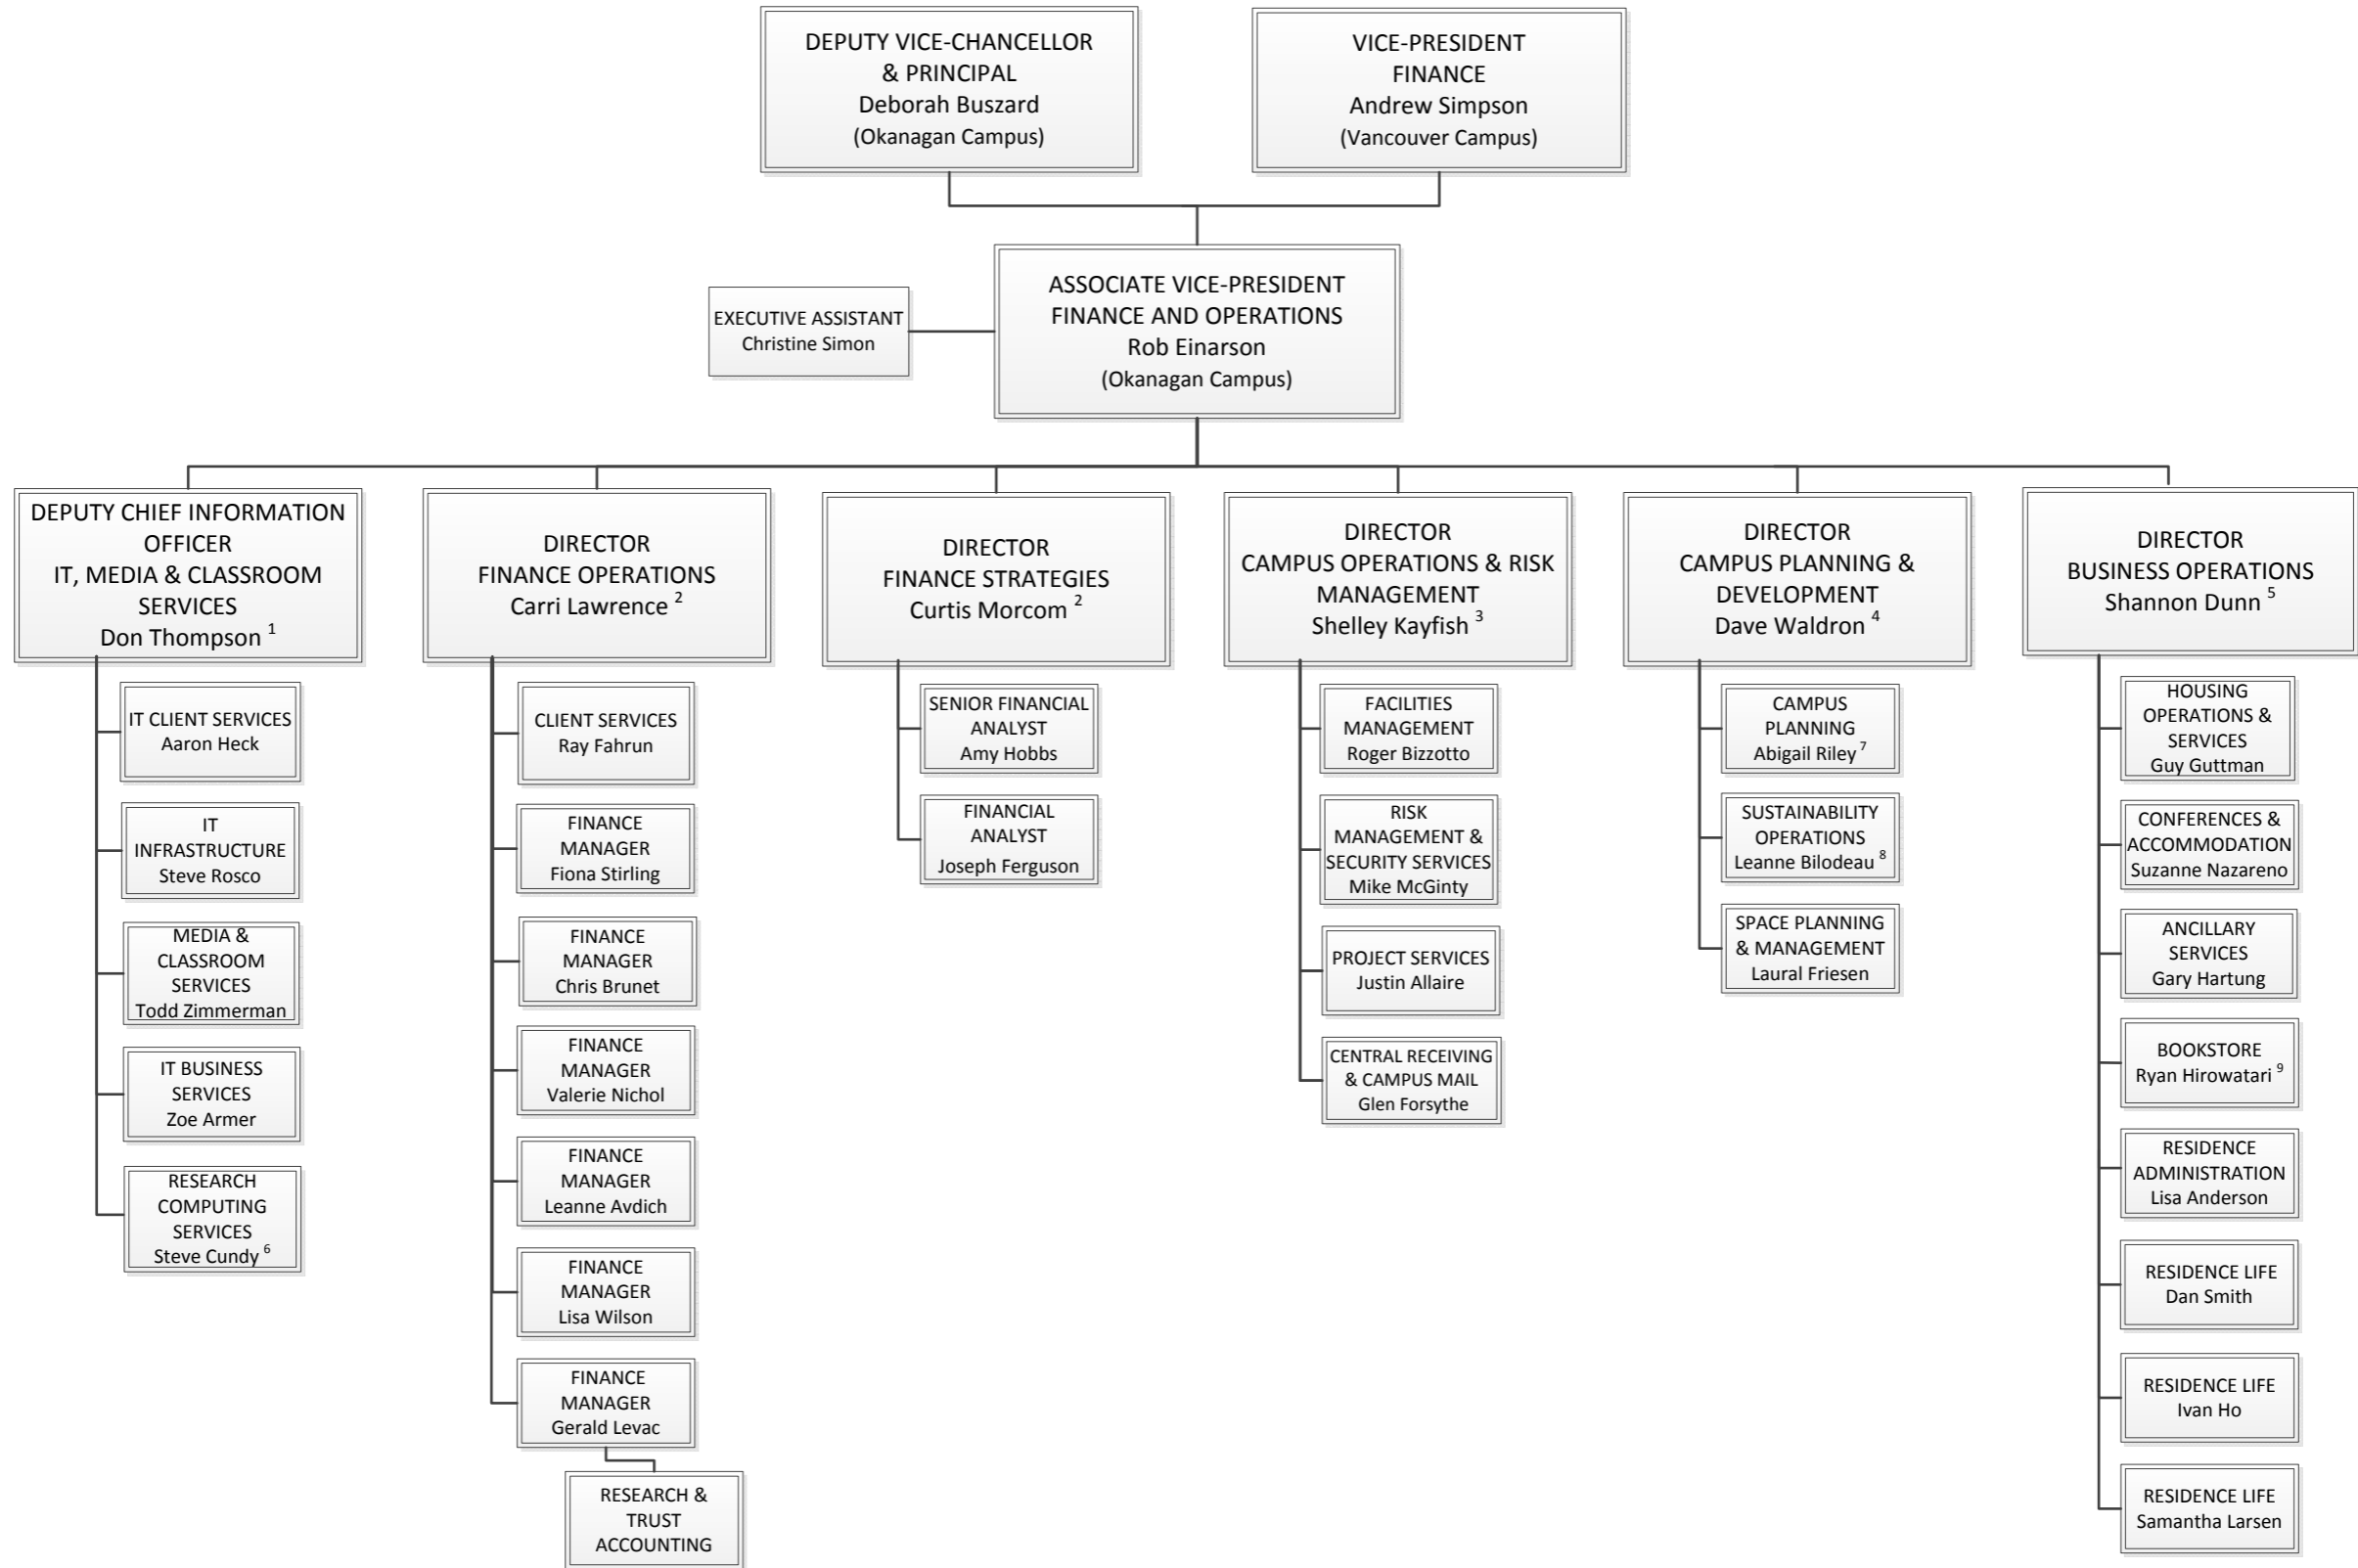 DEPUTY VICE-CHANCELLOR
& PRINCIPAL
Deborah Buszard
(Okanagan Campus)
VICE-PRESIDENT
FINANCE
Andrew Simpson
(Vancouver Campus)
ASSOCIATE VICE-PRESIDENT
FINANCE AND OPERATIONS
Rob Einarson
(Okanagan Campus)
EXECUTIVE ASSISTANT
Christine Simon
DEPUTY CHIEF INFORMATION
OFFICER
IT, MEDIA & CLASSROOM
SERVICES
Don Thompson 1
IT CLIENT SERVICES
Aaron Heck
IT
INFRASTRUCTURE
Steve Rosco
MEDIA &
CLASSROOM
SERVICES
Todd Zimmerman
IT BUSINESS
SERVICES
Zoe Armer
RESEARCH
COMPUTING
SERVICES
Steve Cundy 6
DIRECTOR
FINANCE OPERATIONS
Carri Lawrence 2
CLIENT SERVICES
Ray Fahrun
FINANCE
MANAGER
Fiona Stirling
FINANCE
MANAGER
Chris Brunet
FINANCE
MANAGER
Valerie Nichol
FINANCE
MANAGER
Leanne Avdich
FINANCE
MANAGER
Lisa Wilson
FINANCE
MANAGER
Gerald Levac
RESEARCH &
TRUST
ACCOUNTING
DIRECTOR
FINANCE STRATEGIES
Curtis Morcom 2
SENIOR FINANCIAL
ANALYST
Amy Hobbs
FINANCIAL
ANALYST
Joseph Ferguson
DIRECTOR
CAMPUS OPERATIONS & RISK
MANAGEMENT
Shelley Kayfish 3
FACILITIES
MANAGEMENT
Roger Bizzotto
RISK
MANAGEMENT &
SECURITY SERVICES
Mike McGinty
PROJECT SERVICES
Justin Allaire
CENTRAL RECEIVING
& CAMPUS MAIL
Glen Forsythe
DIRECTOR
CAMPUS PLANNING &
DEVELOPMENT
Dave Waldron 4
CAMPUS
PLANNING
Abigail Riley 7
SUSTAINABILITY
OPERATIONS
Leanne Bilodeau 8
SPACE PLANNING
& MANAGEMENT
Laural Friesen
DIRECTOR
BUSINESS OPERATIONS
Shannon Dunn 5
HOUSING
OPERATIONS &
SERVICES
Guy Guttman
CONFERENCES &
ACCOMMODATION
Suzanne Nazareno
ANCILLARY
SERVICES
Gary Hartung
BOOKSTORE
Ryan Hirowatari 9
RESIDENCE
ADMINISTRATION
Lisa Anderson
RESIDENCE LIFE
Dan Smith
RESIDENCE LIFE
Ivan Ho
RESIDENCE LIFE
Samantha Larsen